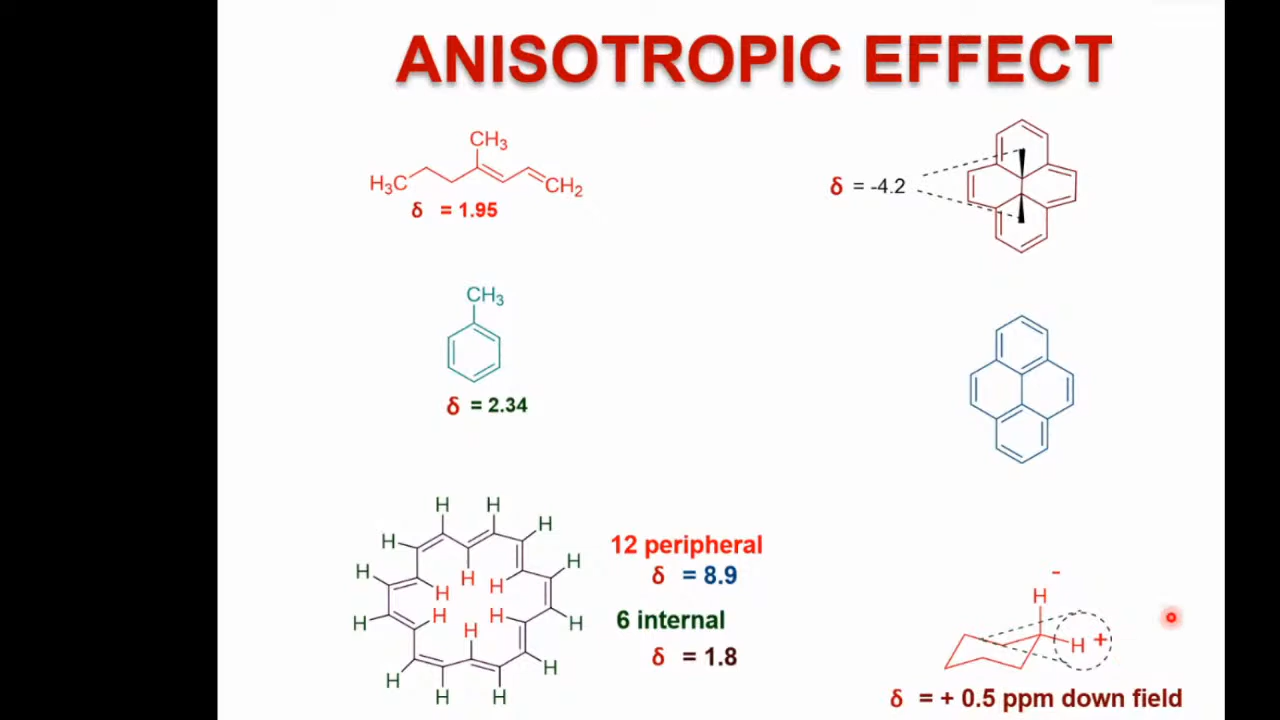 ANISOTROPIC EFFECT
CH3
H3C
CH2
δ = 1.95
δ = -4.2
CH3
δ = 2.34
H H
H H
H H
H H H
H H H H
H
H H
H H
12 peripheral
δ = 8.9
6 internal
δ = 1.8
-
H
H +
δ = + 0.5 ppm down field